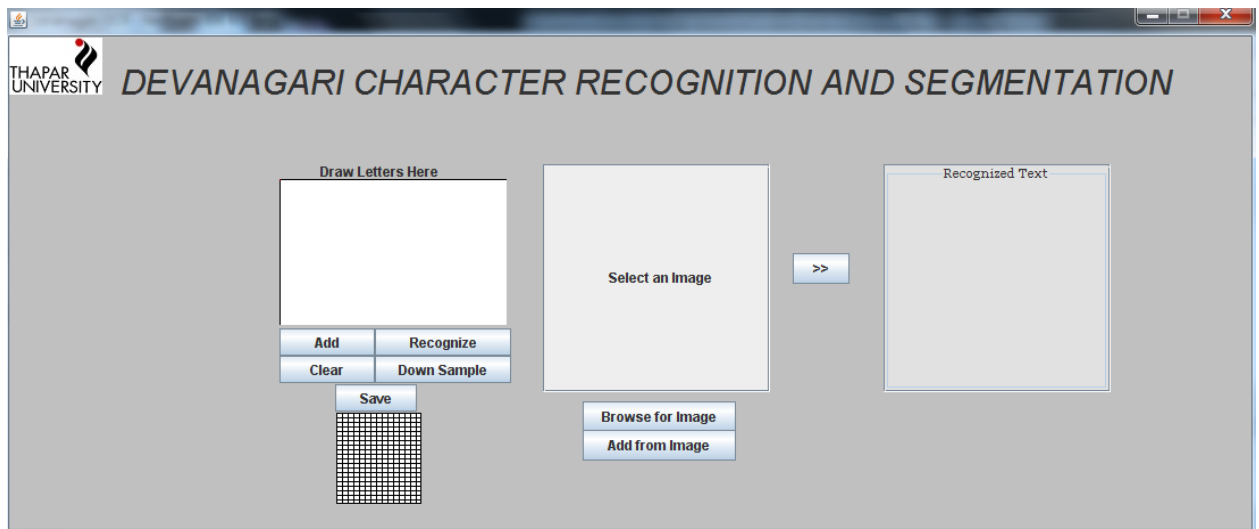 THAPAR
UNIVERSITY
DEVANAGARI CHARACTER RECOGNITION AND SEGMENTATION
Draw Letters Here
Add
Recognize
Clear
Down Sample
Save
Select an Image
Browse for Image
Add from Image
>>
Recognized Text